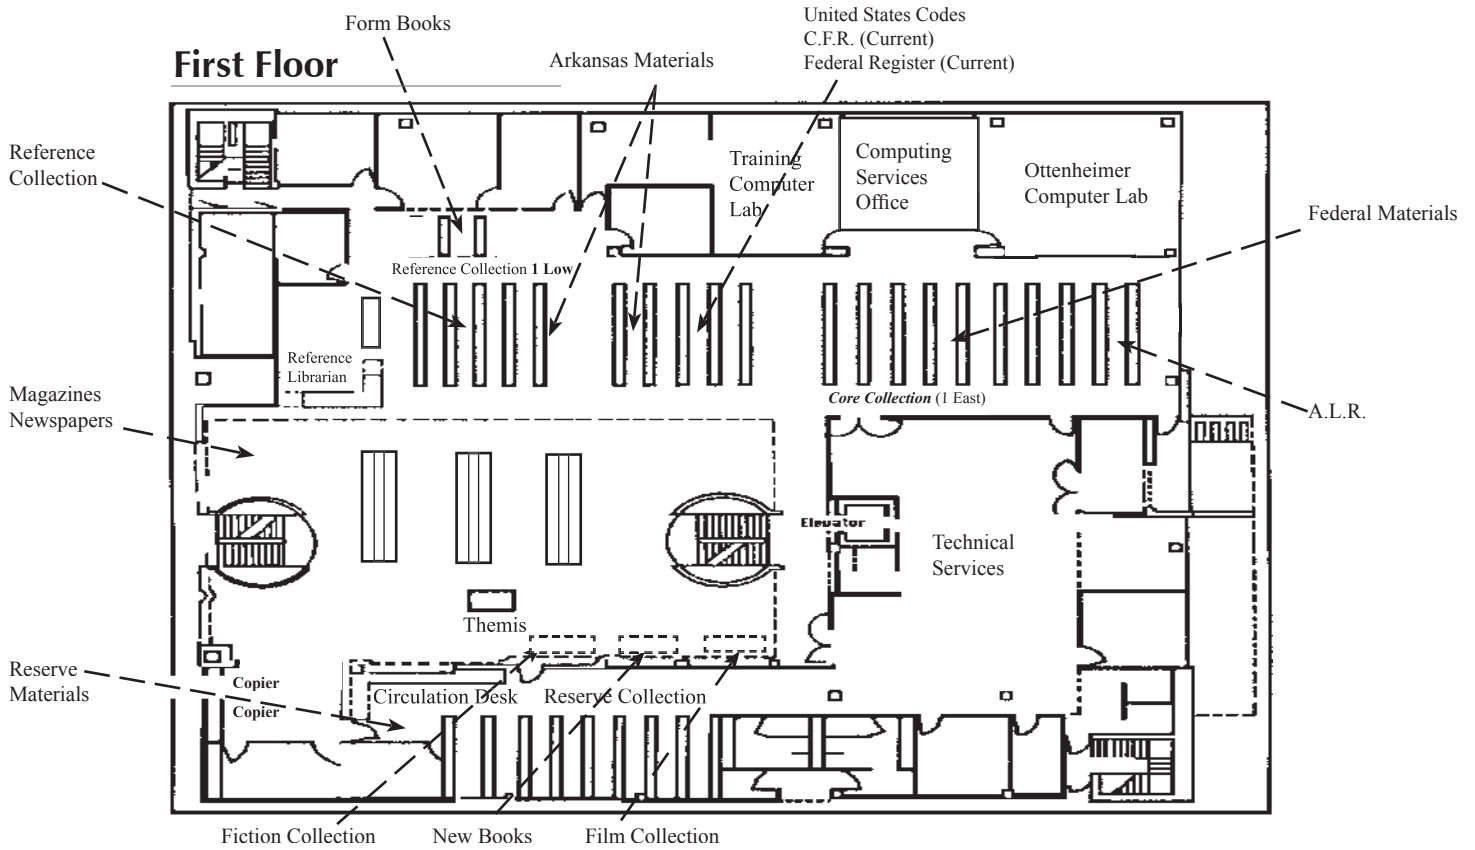 Form Books
United States Codes
C.F.R. (Current)
Federal Register (Current)
First Floor
Arkansas Materials
Reference
Collection
Training
Computer
Lab
Computing
Services
Office
Ottenheimer
Computer Lab
Federal Materials
Reference Collection 1 Low
Reference
Librarian
Magazines
Newspapers
Core Collection (1 East)
A.L.R.
Elevator
Technical
Services
Themis
Reserve
Materials
Copier
Copier
Circulation Desk
Reserve Collection
Fiction Collection
New Books
Film Collection